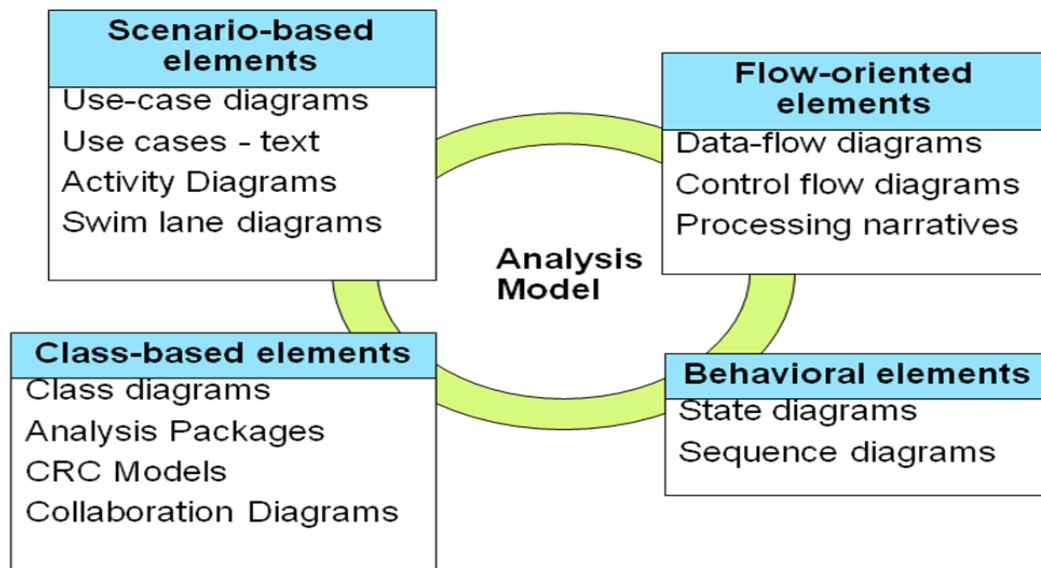 Scenario-based
elements
Use-case diagrams
Use cases - text
Activity Diagrams
Swim lane diagrams
Flow-oriented
elements
Data-flow diagrams
Control flow diagrams
Processing narratives
Analysis
Model
Class-based elements
Class diagrams
Analysis Packages
CRC Models
Collaboration Diagrams
Behavioral elements
State diagrams
Sequence diagrams